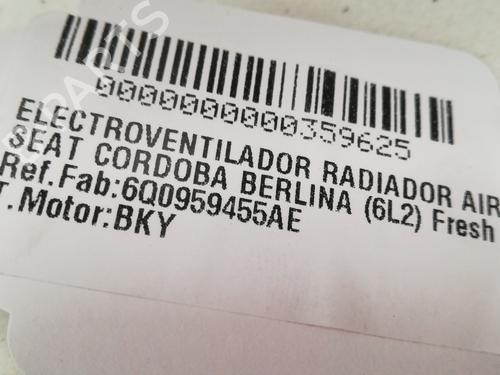 0000000000359625
ELECTROVENTILADOR RADIADOR AIR
SEAT CORDOBA BERLINA (6L2) Fresh
Ref.Fab:6Q0959455AE
T.Motor:BKY